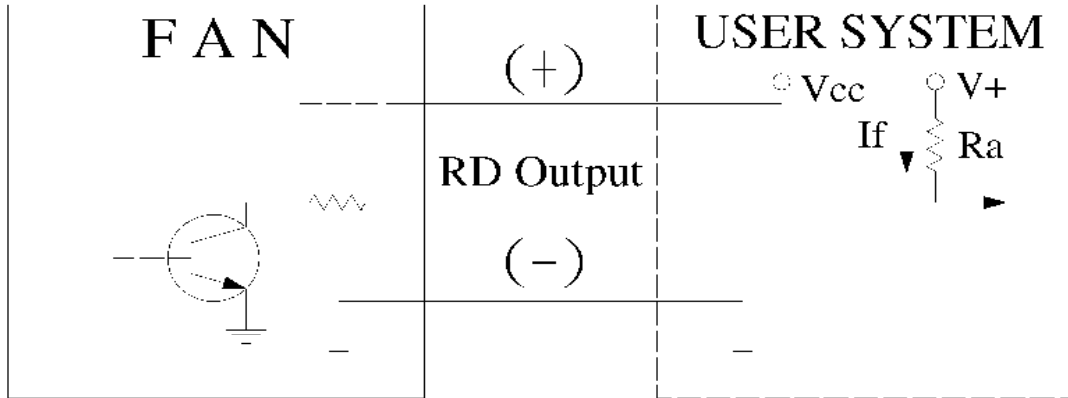 F A N
USER SYSTEM
(+)
Vcc
V+
If
Ra
RD Output
(-)